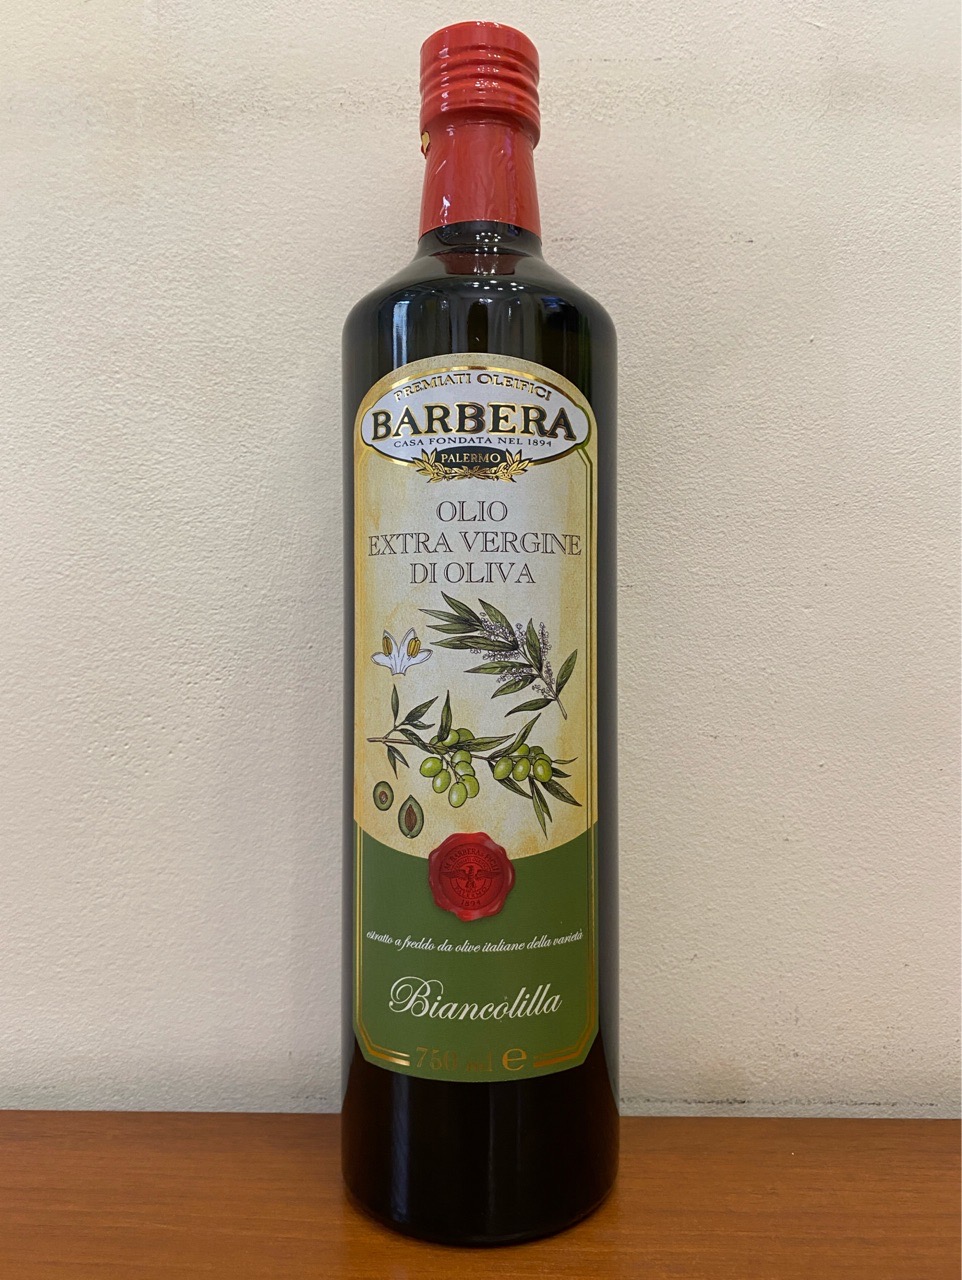 PREMIATI OLEIFICI
BARBERA
CASA FONDATA NEL 1894
PALERMO
OLIO
EXTRA VERGINE
DI OLIVA
1894
estratto a freddo da olive italiane della varietà
Biancolilla
750 ml e